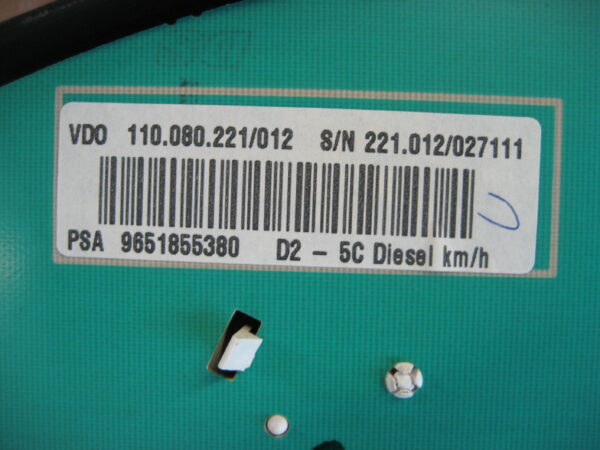 VDO 110.080.221/012 S/N 221.012/027111
PSA 9651855380 D2 - 5C Diesel km/h